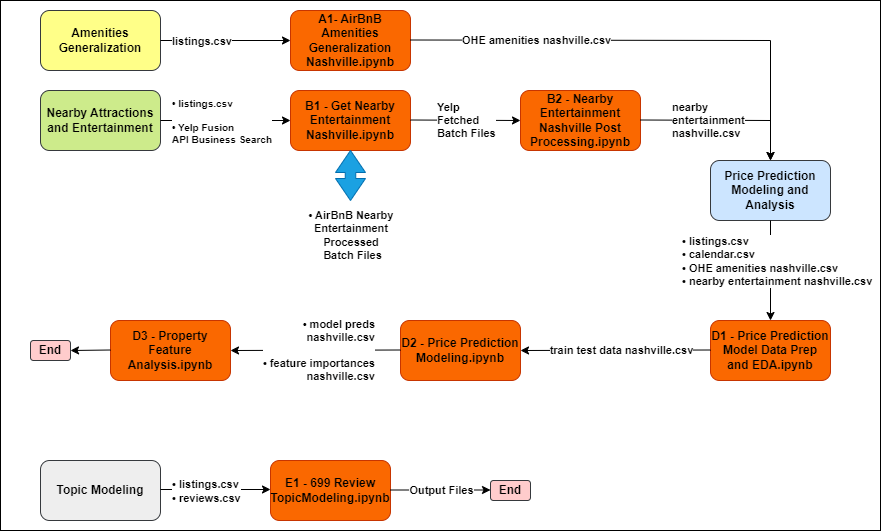 Amenities
Generalization
listings.csv
A1- AirBnB
Amenities
Generalization
Nashville.ipynb
OHE amenities nashville.csv
Nearby Attractions
and Entertainment
• listings.csv
• Yelp Fusion
API Business Search
B1 - Get Nearby
Entertainment
Nashville.ipynb
Yelp
Fetched
Batch Files
B2 - Nearby
Entertainment
Nashville Post
Processing.ipynb
nearby
entertainment
nashville.csv
• AirBnB Nearby
Entertainment
Processed
Batch Files
Price Prediction
Modeling and
Analysis
• listings.csv
• calendar.csv
• OHE amenities nashville.csv
• nearby entertainment nashville.csv
D1 - Price Prediction
Model Data Prep
and EDA.ipynb
train test data nashville.csv
D2 - Price Prediction
Modeling.ipynb
• model preds
nashville.csv
• feature importances
nashville.csv
D3 - Property
Feature
Analysis.ipynb
End
Topic Modeling
• listings.csv
• reviews.csv
E1 - 699 Review
TopicModeling.ipynb
Output Files
End